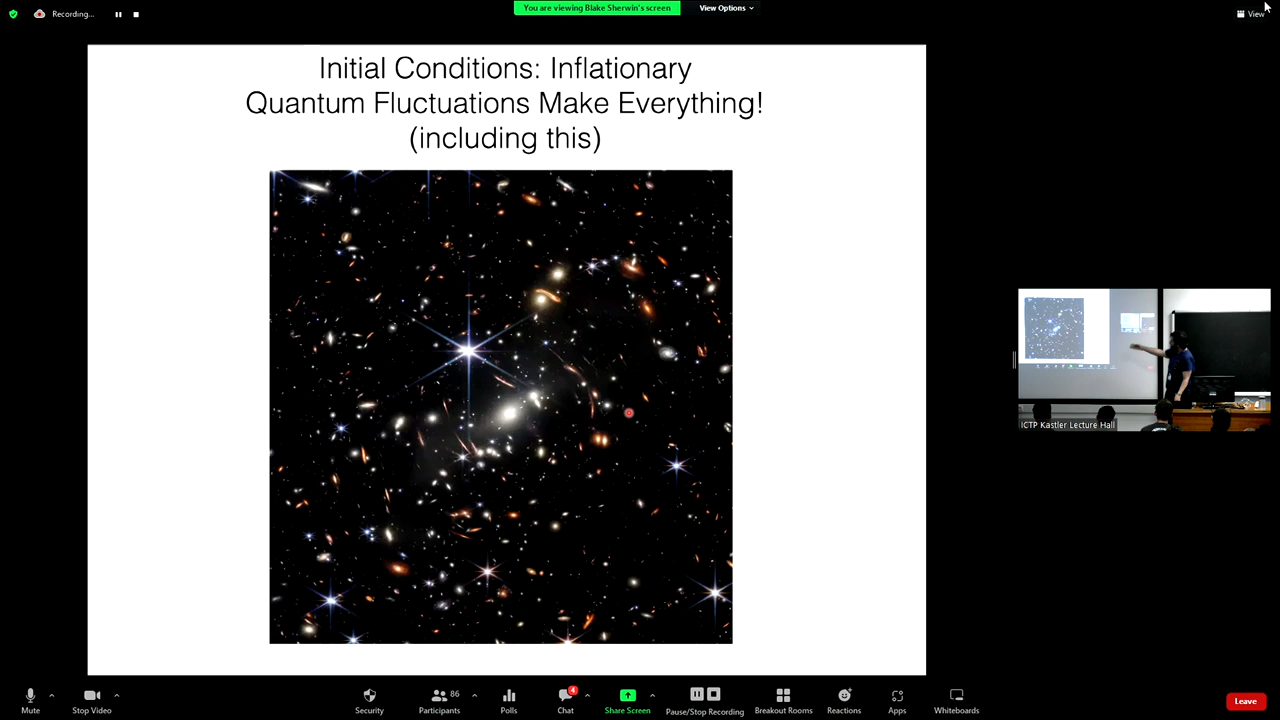 Recording...
You are viewing Blake Sherwin's screen
View Options
View
Initial Conditions: Inflationary
Quantum Fluctuations Make Everything!
(including this)
ICTP Kastler Lecture Hall
Mute
Stop Video
Security
86
Participants
Polls
4
Chat
Share Screen
Pause/Stop Recording
Breakout Rooms
Reactions
Apps
Whiteboards
Leave